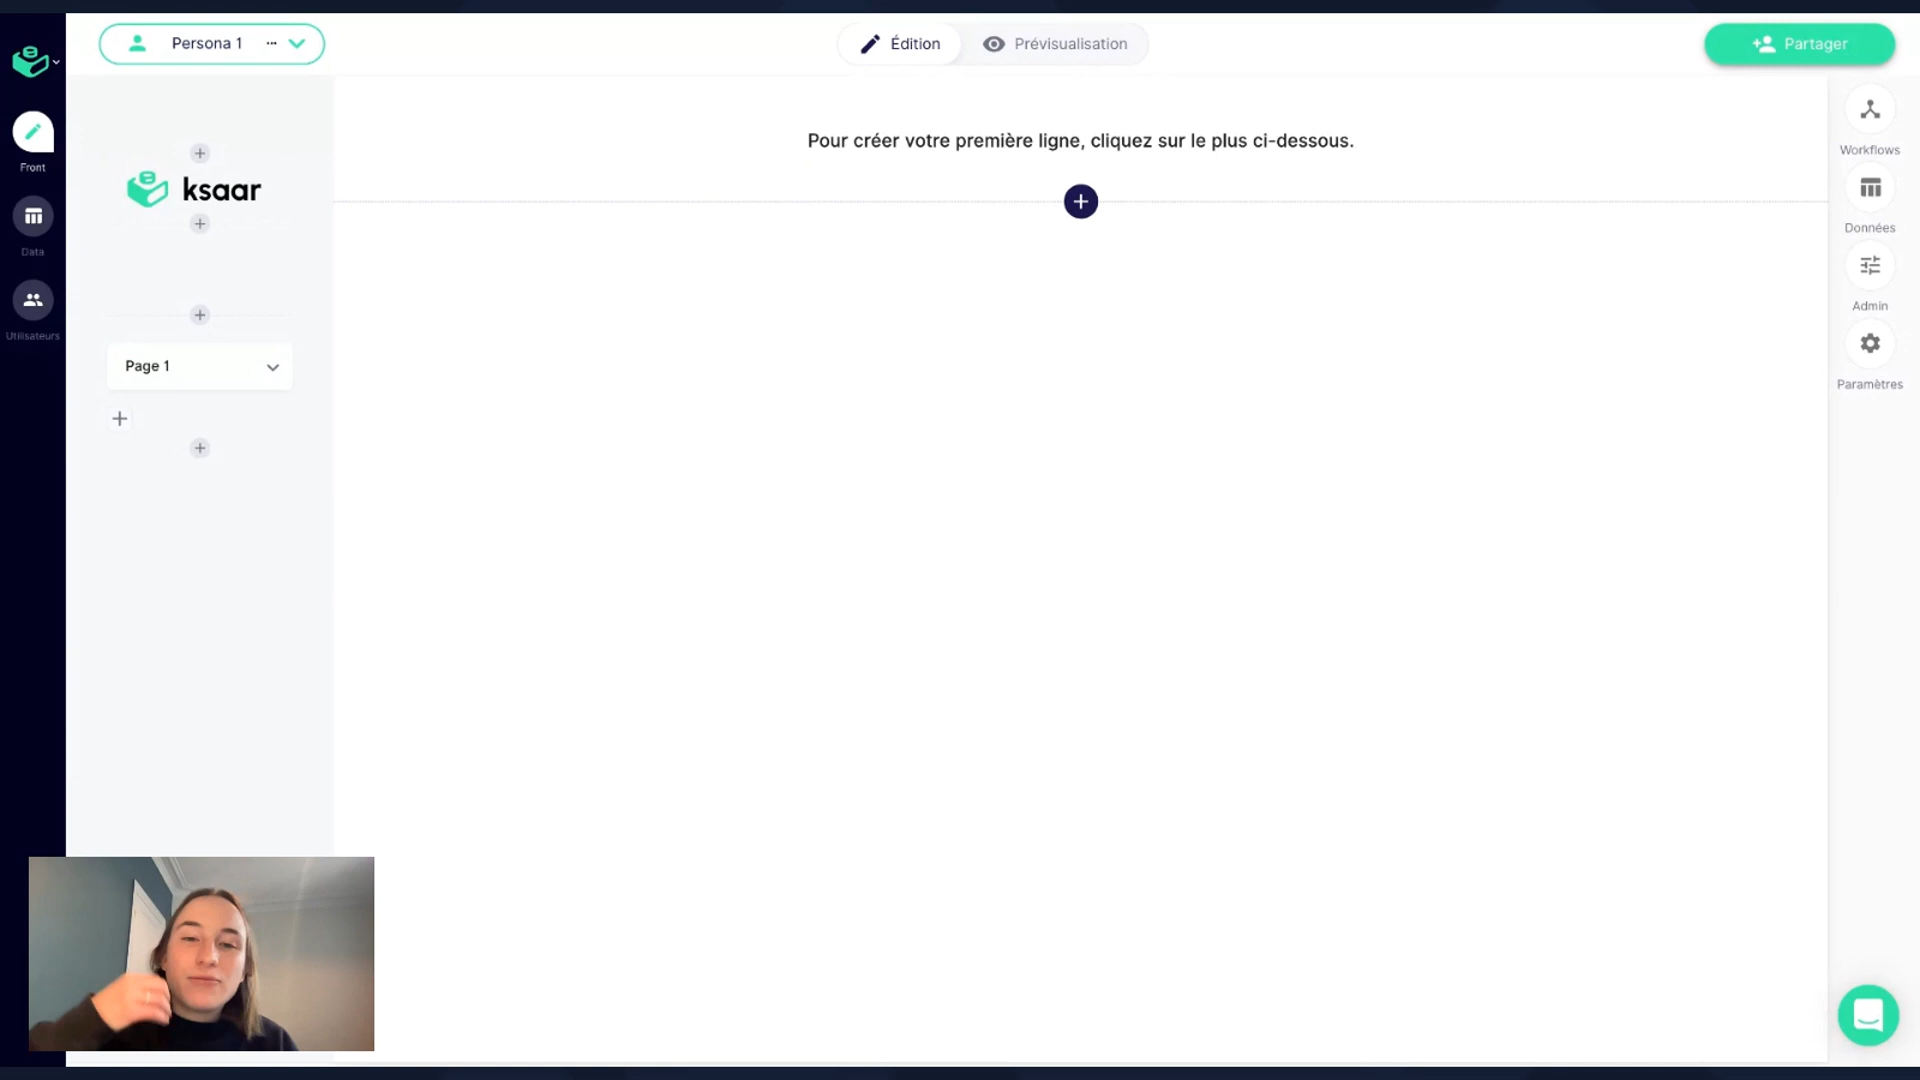 Persona 1
Édition
Prévisualisation
Partager
Front
Data
Utilisateurs
ksaar
Page 1
Pour créer votre première ligne, cliquez sur le plus ci-dessous.
Workflows
Données
Admin
Paramètres